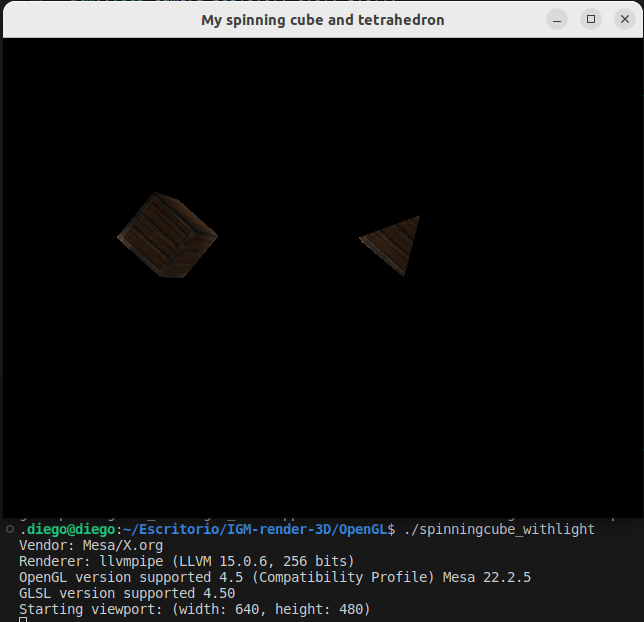 My spinning cube and tetrahedron
.diego@diego:~/Escritorio/IGM-render-3D/OpenGL$ ./spinningcube_withlight
Vendor: Mesa/X.org
Renderer: llvmpipe (LLVM 15.0.6, 256 bits)
OpenGL version supported 4.5 (Compatibility Profile) Mesa 22.2.5
GLSL version supported 4.50
Starting viewport: (width: 640, height: 480)